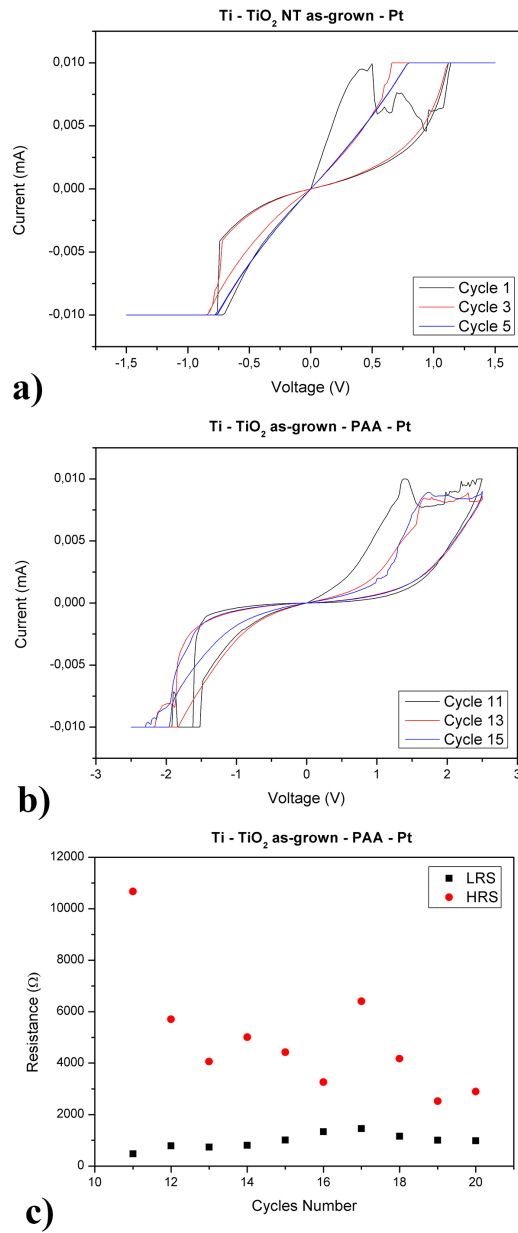 Ti - TiO₂ NT as-grown - Pt
0,010
0,005
0,000
-0,005
-0,010
Current (mA)
Cycle 1
Cycle 3
Cycle 5
-1,5 -1,0 -0,5 0,0 0,5 1,0 1,5
Voltage (V)
a)
Ti - TiO₂ as-grown - PAA - Pt
0,010
0,005
0,000
-0,005
-0,010
Current (mA)
Cycle 11
Cycle 13
Cycle 15
-3 -2 -1 0 1 2 3
Voltage (V)
b)
Ti - TiO₂ as-grown - PAA - Pt
12000
10000
8000
6000
4000
2000
0
Resistance (Ω)
LRS
HRS
10 12 14 16 18 20
Cycles Number
c)